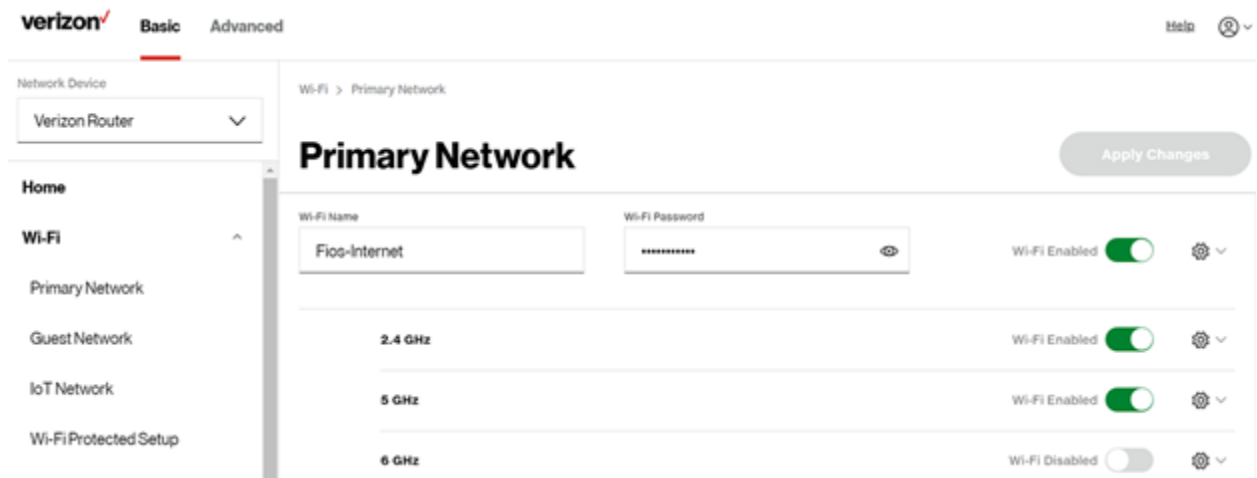 verizon
Basic
Advanced
Help
Network Device
Verizon Router
Home
Wi-Fi
Primary Network
Guest Network
IoT Network
Wi-Fi Protected Setup
Wi-Fi > Primary Network
Primary Network
Apply Changes
Wi-Fi Name
Wi-Fi Password
Fios-Internet
••••••••••••
Wi-Fi Enabled
2.4 GHz
Wi-Fi Enabled
5 GHz
Wi-Fi Enabled
6 GHz
Wi-Fi Disabled